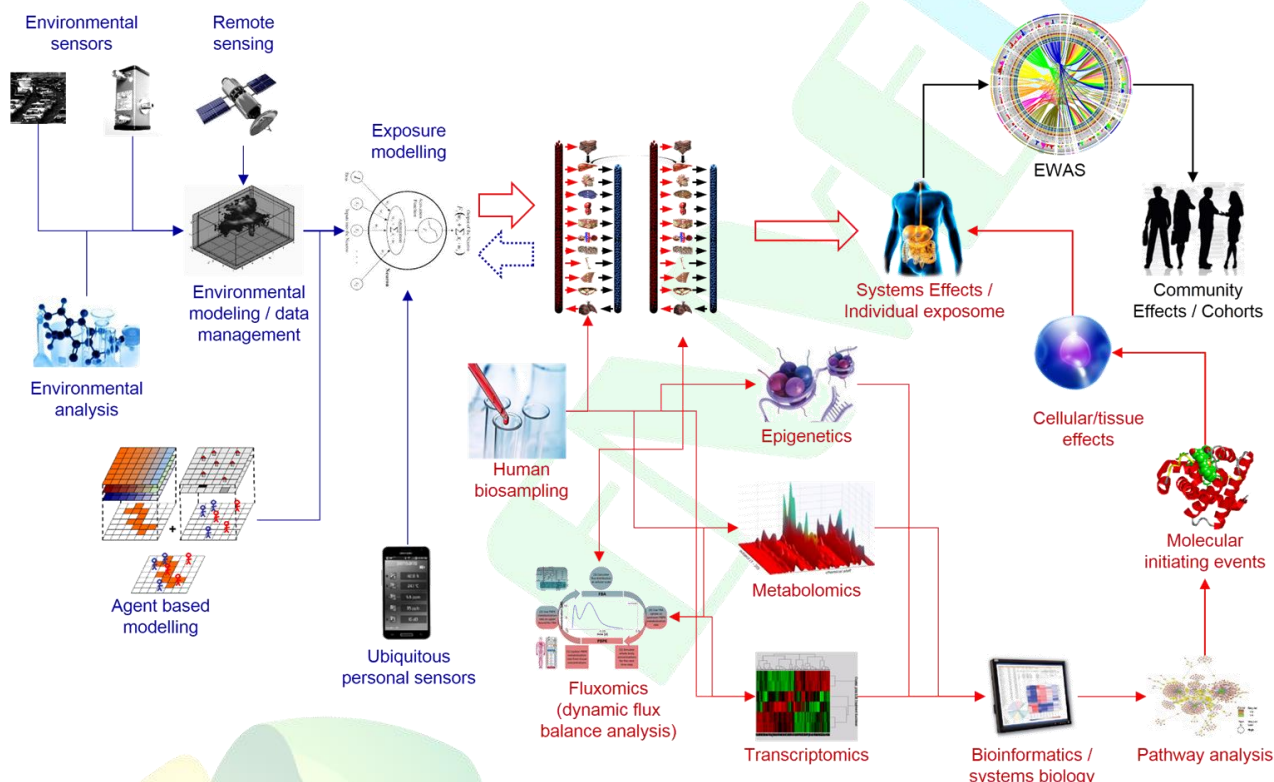 Environmental
sensors
Remote
sensing
Exposure
modelling
EWAS
Environmental
modeling / data
management
Systems Effects /
Individual exposome
Community
Effects / Cohorts
Environmental
analysis
Epigenetics
Cellular/tissue
effects
Human
biosampling
Molecular
initiating events
Metabolomics
Agent based
modelling
Ubiquitous
personal sensors
Fluxomics
(dynamic flux
balance analysis)
Transcriptomics
Bioinformatics /
systems biology
Pathway analysis